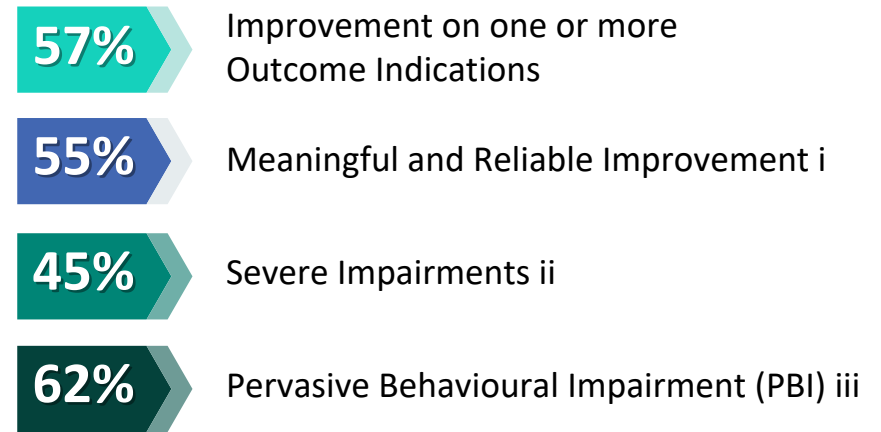 57%
Improvement on one or more
Outcome Indications
55%
Meaningful and Reliable Improvement i
45%
Severe Impairments ii
62%
Pervasive Behavioural Impairment (PBI) iii